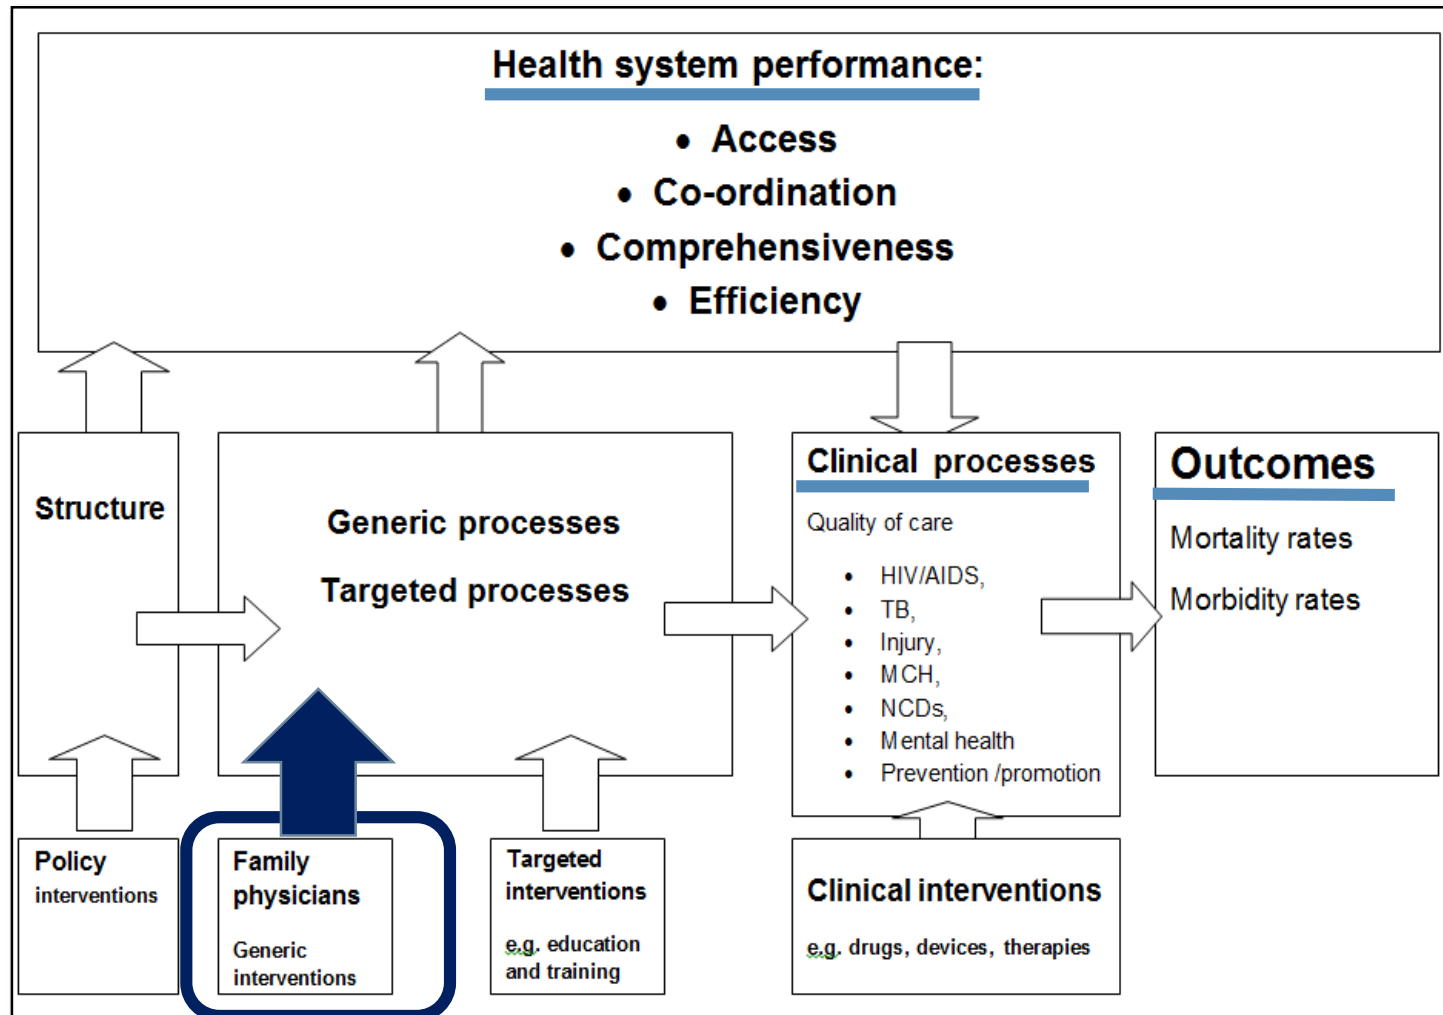 Health system performance:
• Access
• Co-ordination
• Comprehensiveness
• Efficiency
Structure
Generic processes
Targeted processes
Clinical processes
Quality of care
• HIV/AIDS,
• TB,
• Injury,
• MCH,
• NCDs,
• Mental health
• Prevention /promotion
Outcomes
Mortality rates
Morbidity rates
Policy
interventions
Family
physicians
Generic
interventions
Targeted
interventions
e.g. education
and training
Clinical interventions
e.g. drugs, devices, therapies